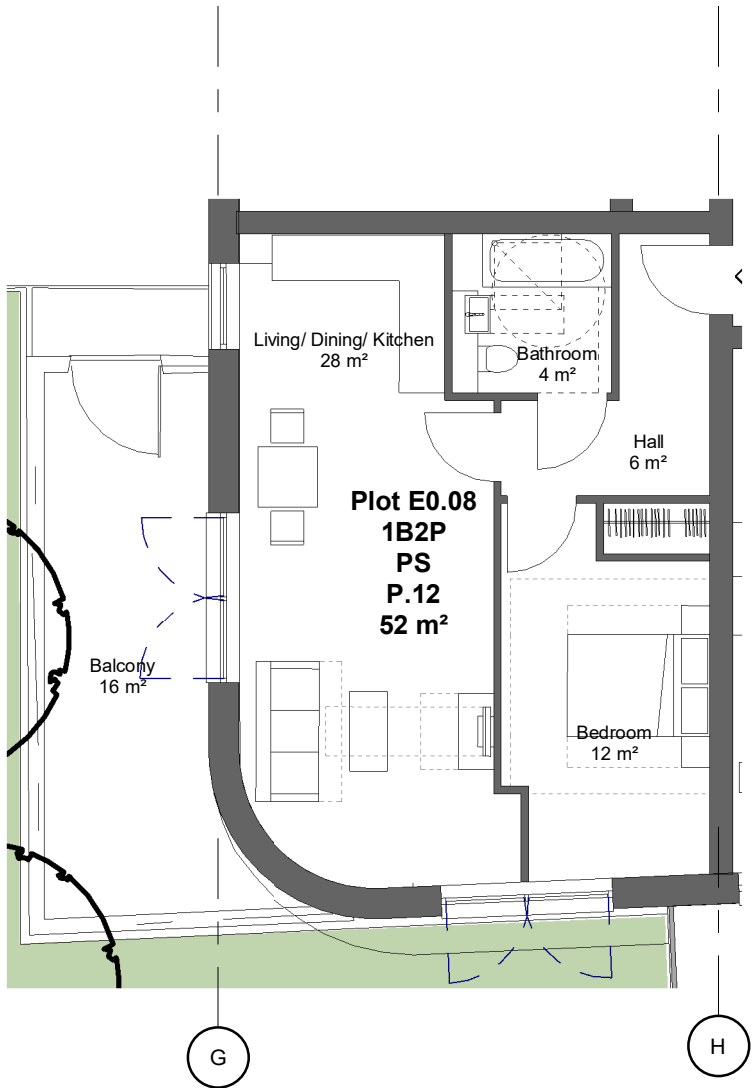 Living/ Dining/ Kitchen
28 m²
Bathroom
4 m²
Hall
6 m²
Plot E0.08
1B2P
PS
P.12
52 m²
Balcony
16 m²
Bedroom
12 m²
G
H